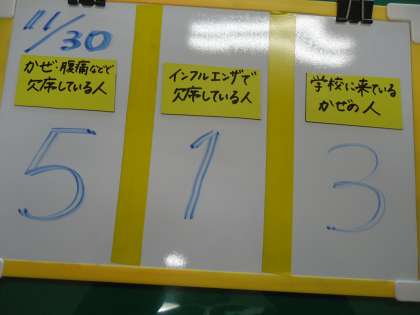 11/30
かぜ・腹痛などで
欠席している人
5
インフルエンザで
欠席している人
1
学校に来ている
かぜの人
3